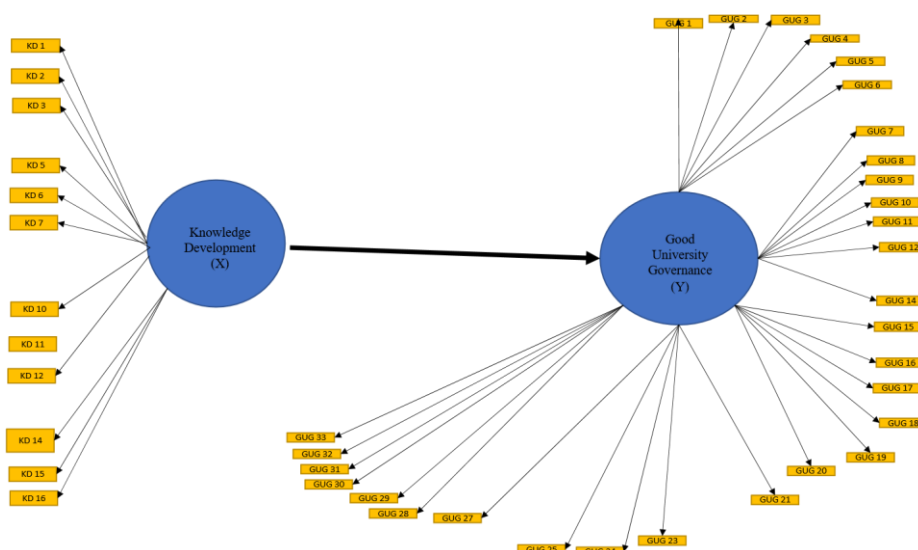 KD 1
KD 2
KD 3
KD 5
KD 6
KD 7
KD 10
KD 11
KD 12
KD 14
KD 15
KD 16
Knowledge
Development
(X)
Good
University
Governance
(Y)
GUG 1
GUG 2
GUG 3
GUG 4
GUG 5
GUG 6
GUG 7
GUG 8
GUG 9
GUG 10
GUG 11
GUG 12
GUG 14
GUG 15
GUG 16
GUG 17
GUG 18
GUG 19
GUG 20
GUG 21
GUG 23
GUG 24
GUG 25
GUG 27
GUG 28
GUG 29
GUG 30
GUG 31
GUG 32
GUG 33